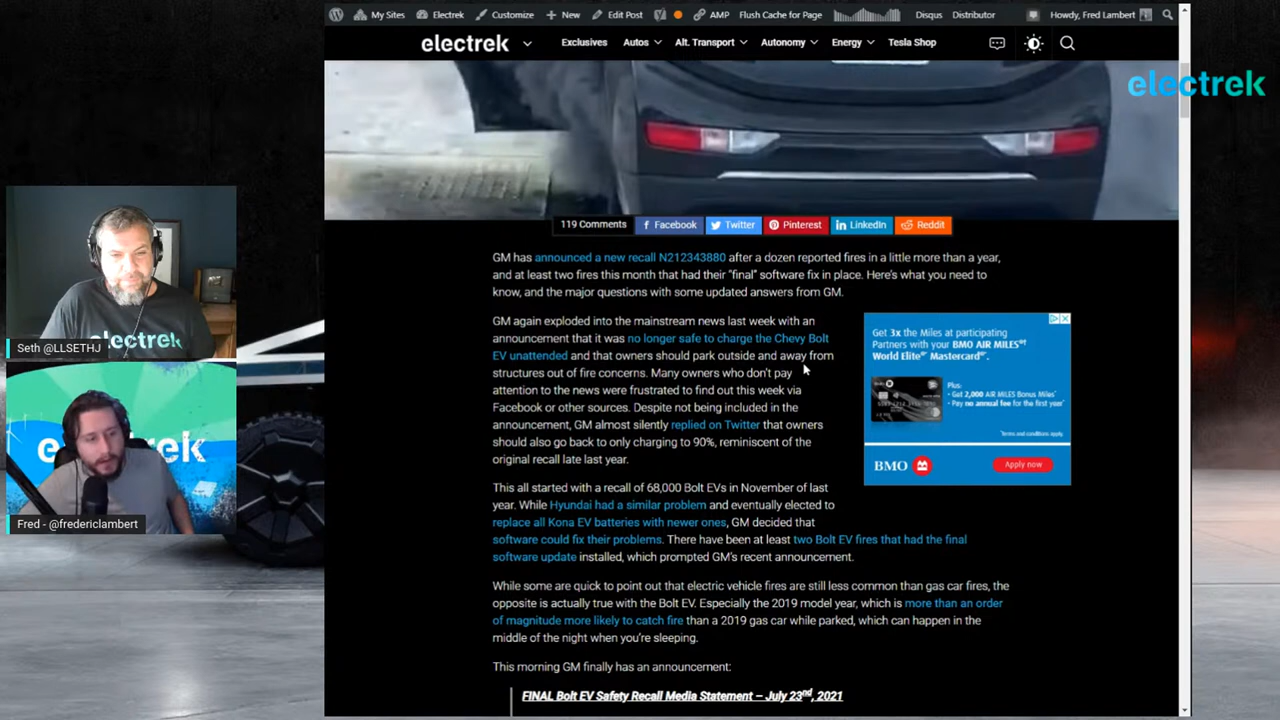 My Sites Electrek Customize New Edit Post AMP Flush Cache for Page Disqus Distributor Howdy, Fred Lambert
electrek Exclusives Autos Alt. Transport Autonomy Energy Tesla Shop
electrek
119 Comments Facebook Twitter Pinterest LinkedIn Reddit
GM has announced a new recall N212343880 after a dozen reported fires in a little more than a year,
and at least two fires this month that had their “final” software fix in place. Here’s what you need to
know, and the major questions with some updated answers from GM.
GM again exploded into the mainstream news last week with an
announcement that it was no longer safe to charge the Chevy Bolt
EV unattended and that owners should park outside and away from
structures out of fire concerns. Many owners who don’t pay
attention to the news were frustrated to find out this week via
Facebook or other sources. Despite not being included in the
announcement, GM almost silently replied on Twitter that owners
should also go back to only charging to 90%, reminiscent of the
original recall late last year.
Get 3x the Miles at participating
Partners with your BMO AIR MILES®†
World Elite®* Mastercard®*.
Plus:
• Get 2,000 AIR MILES Bonus Miles*
• Pay no annual fee for the first year*
*Terms and conditions apply.
BMO Apply now
This all started with a recall of 68,000 Bolt EVs in November of last
year. While Hyundai had a similar problem and eventually elected to
replace all Kona EV batteries with newer ones, GM decided that
software could fix their problems. There have been at least two Bolt EV fires that had the final
software update installed, which prompted GM’s recent announcement.
While some are quick to point out that electric vehicle fires are still less common than gas car fires, the
opposite is actually true with the Bolt EV. Especially the 2019 model year, which is more than an order
of magnitude more likely to catch fire than a 2019 gas car while parked, which can happen in the
middle of the night when you’re sleeping.
This morning GM finally has an announcement:
FINAL Bolt EV Safety Recall Media Statement – July 23rd, 2021
electrek
Seth @LLSETHJ
Fred - @fredericlambert